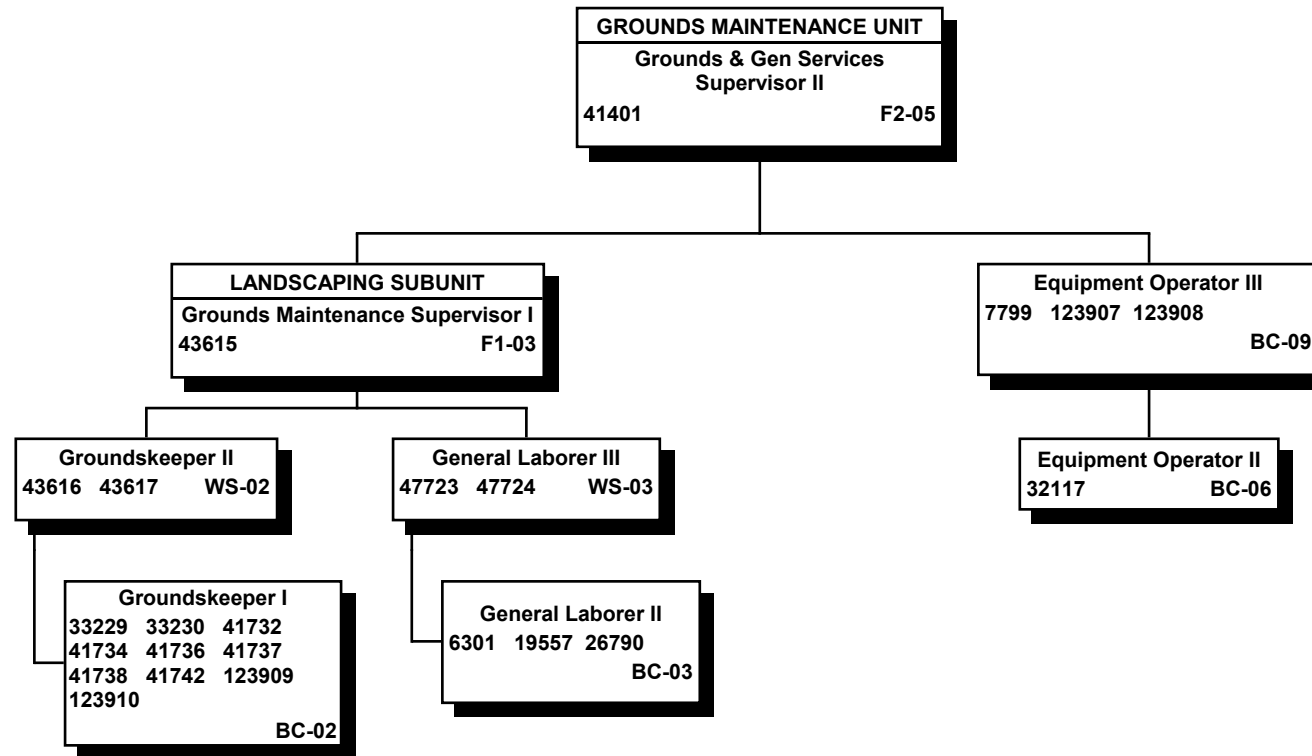 GROUNDS MAINTENANCE UNIT
Grounds & Gen Services
Supervisor II
41401 F2-05
LANDSCAPING SUBUNIT
Grounds Maintenance Supervisor I
43615 F1-03
Equipment Operator III
7799 123907 123908
BC-09
Groundskeeper II
43616 43617 WS-02
General Laborer III
47723 47724 WS-03
Equipment Operator II
32117 BC-06
Groundskeeper I
33229 33230 41732
41734 41736 41737
41738 41742 123909
123910
BC-02
General Laborer II
6301 19557 26790
BC-03